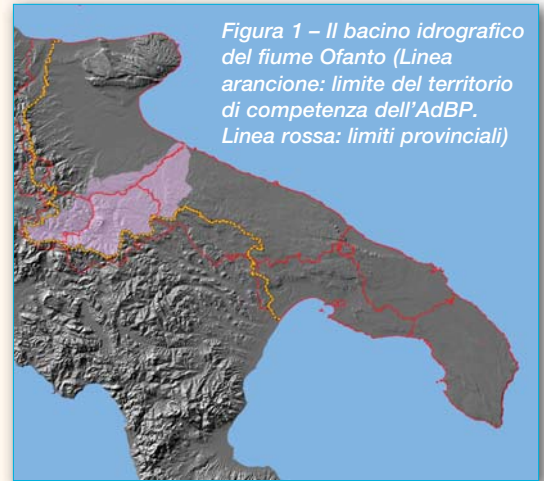 Figura 1 – Il bacino idrografico
del fiume Ofanto (Linea
arancione: limite del territorio
di competenza dell’AdBP.
Linea rossa: limiti provinciali)